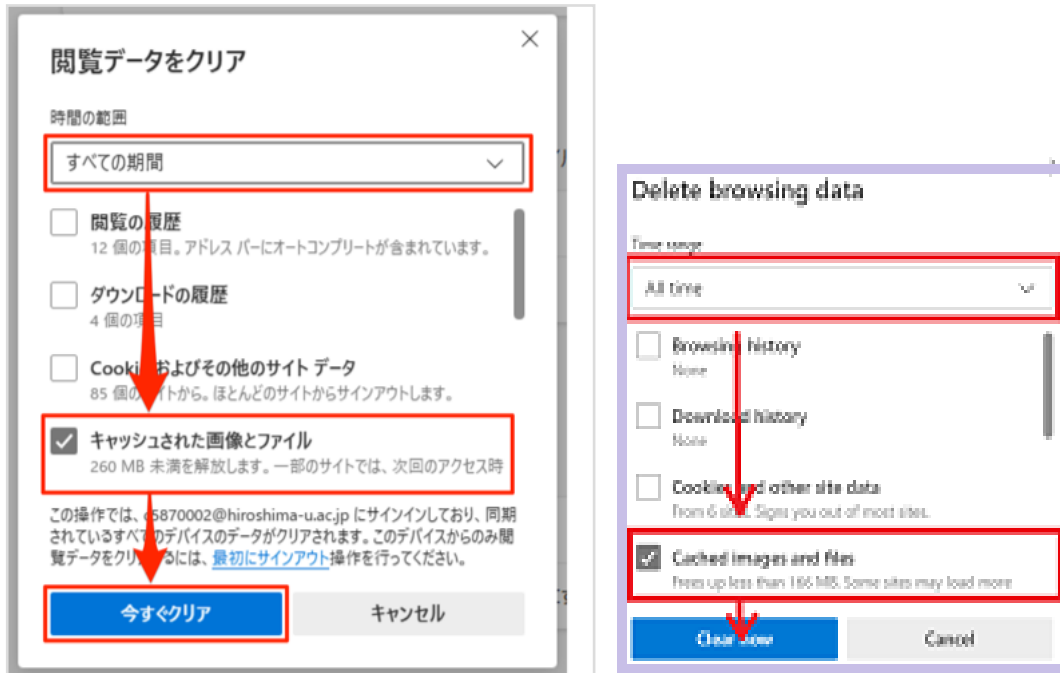 閲覧データをクリア
時間の範囲
すべての期間
閲覧の履歴
12 個の項目。アドレス バーにオートコンプリートが含まれています。
ダウンロードの履歴
4 個の項目
Cookie およびその他のサイト データ
85 個のサイトから。ほとんどのサイトからサインアウトします。
キャッシュされた画像とファイル
260 MB 未満を解放します。一部のサイトでは、次回のアクセス時
この操作では、 にサインインしており、同期
されているすべてのデバイスのデータがクリアされます。このデバイスからのみ閲
覧データをクリアするには、最初にサインアウト操作を行ってください。
今すぐクリア
キャンセル
Delete browsing data
Time range
All time
Browsing history
None
Download history
None
Cookies and other site data
From 6 sites. Signs you out of most sites.
Cached images and files
Frees up less than 166 MB. Some sites may load more
Clear now
Cancel